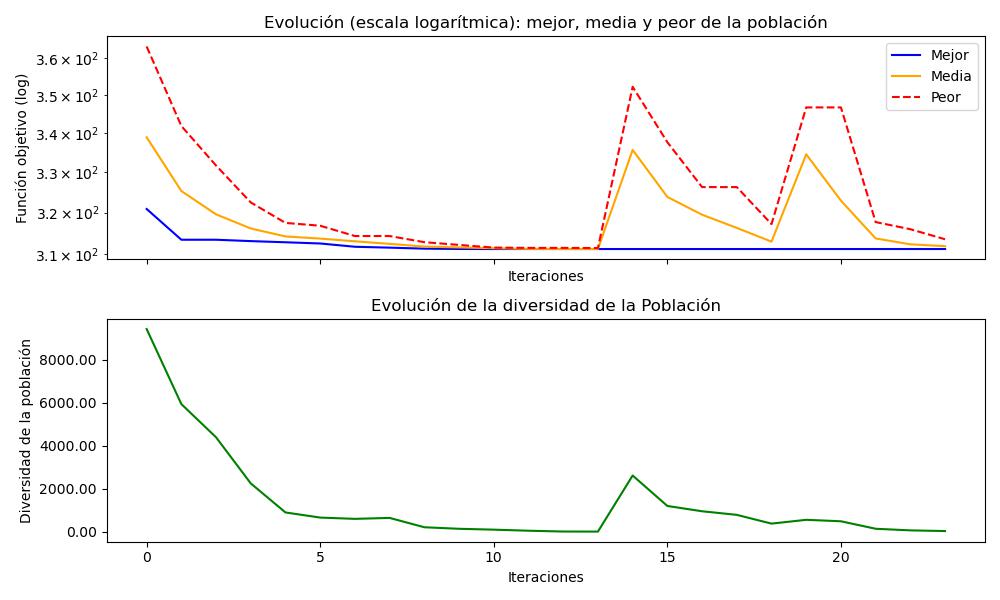 Evolución (escala logarítmica): mejor, media y peor de la población
Función objetivo (log)
3.6 × 10²
3.5 × 10²
3.4 × 10²
3.3 × 10²
3.2 × 10²
3.1 × 10²
Mejor
Media
Peor
Iteraciones
Evolución de la diversidad de la Población
Diversidad de la población
8000.00
6000.00
4000.00
2000.00
0.00
0 5 10 15 20
Iteraciones